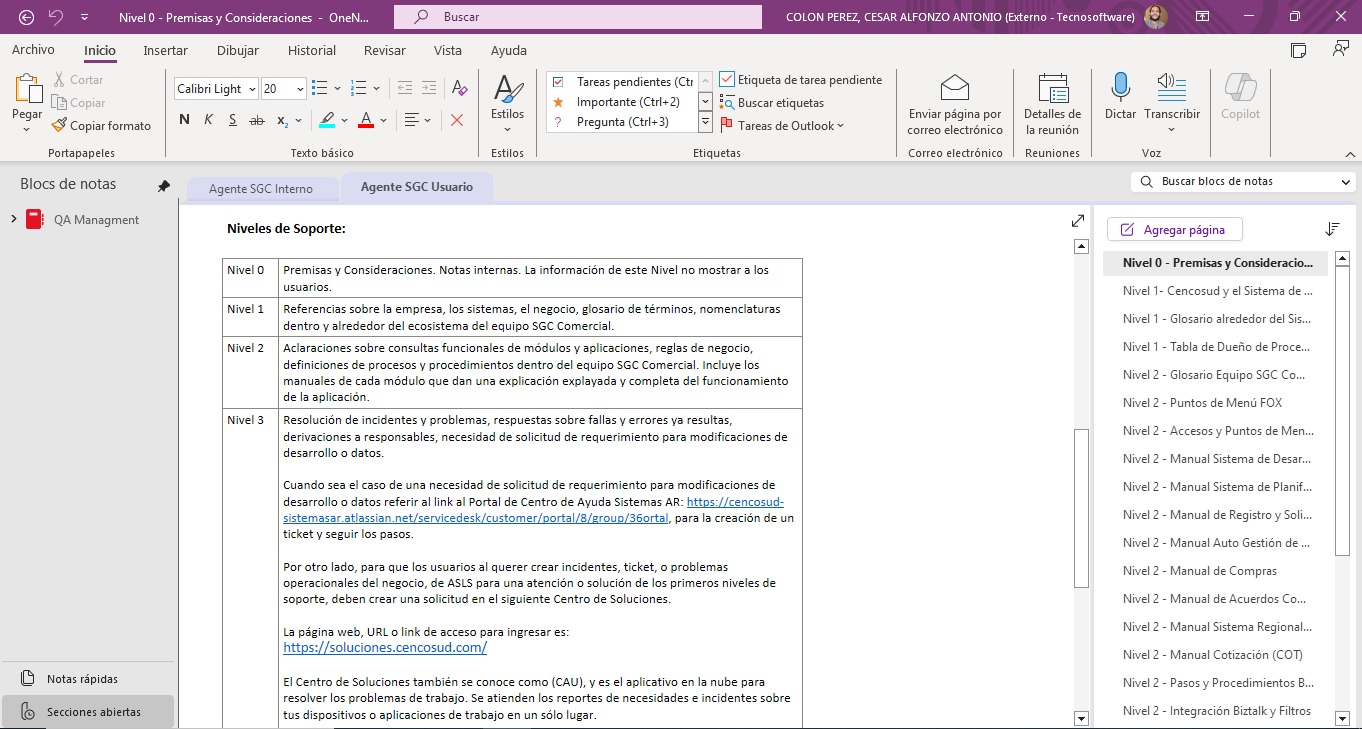 Nivel 0 - Premisas y Consideraciones - OneN...
Buscar
COLON PEREZ, CESAR ALFONZO ANTONIO (Externo - Tecnosoftware)
Archivo
Inicio
Insertar
Dibujar
Historial
Revisar
Vista
Ayuda
Pegar
Cortar
Copiar
Copiar formato
Portapapeles
Calibri Light
20
N K S ab x₂ A
Texto básico
Estilos
Estilos
Tareas pendientes (Ctr
Importante (Ctrl+2)
Pregunta (Ctrl+3)
Etiqueta de tarea pendiente
Buscar etiquetas
Tareas de Outlook
Etiquetas
Enviar página por
correo electrónico
Correo electrónico
Detalles de
la reunión
Reuniones
Dictar
Transcribir
Voz
Copilot
Blocs de notas
QA Managment
Notas rápidas
Secciones abiertas
Agente SGC Interno
Agente SGC Usuario
Buscar blocs de notas
Niveles de Soporte:
Nivel 0
Premisas y Consideraciones. Notas internas. La información de este Nivel no mostrar a los
usuarios.
Nivel 1
Referencias sobre la empresa, los sistemas, el negocio, glosario de términos, nomenclaturas
dentro y alrededor del ecosistema del equipo SGC Comercial.
Nivel 2
Aclaraciones sobre consultas funcionales de módulos y aplicaciones, reglas de negocio,
definiciones de procesos y procedimientos dentro del equipo SGC Comercial. Incluye los
manuales de cada módulo que dan una explicación explayada y completa del funcionamiento
de la aplicación.
Nivel 3
Resolución de incidentes y problemas, respuestas sobre fallas y errores ya resultas,
derivaciones a responsables, necesidad de solicitud de requerimiento para modificaciones de
desarrollo o datos.
Cuando sea el caso de una necesidad de solicitud de requerimiento para modificaciones de
desarrollo o datos referir al link al Portal de Centro de Ayuda Sistemas AR: https://cencosud-
sistemasar.atlassian.net/servicedesk/customer/portal/8/group/36ortal, para la creación de un
ticket y seguir los pasos.
Por otro lado, para que los usuarios al querer crear incidentes, ticket, o problemas
operacionales del negocio, de ASLS para una atención o solución de los primeros niveles de
soporte, deben crear una solicitud en el siguiente Centro de Soluciones.
La página web, URL o link de acceso para ingresar es:
https://soluciones.cencosud.com/
El Centro de Soluciones también se conoce como (CAU), y es el aplicativo en la nube para
resolver los problemas de trabajo. Se atienden los reportes de necesidades e incidentes sobre
tus dispositivos o aplicaciones de trabajo en un sólo lugar.
Agregar página
Nivel 0 - Premisas y Consideracio...
Nivel 1- Cencosud y el Sistema de ...
Nivel 1 - Glosario alrededor del Sis...
Nivel 1 - Tabla de Dueño de Proce...
Nivel 2 - Glosario Equipo SGC Co...
Nivel 2 - Puntos de Menú FOX
Nivel 2 - Accesos y Puntos de Men...
Nivel 2 - Manual Sistema de Desar...
Nivel 2 - Manual Sistema de Planif...
Nivel 2 - Manual de Registro y Soli...
Nivel 2 - Manual Auto Gestión de ...
Nivel 2 - Manual de Compras
Nivel 2 - Manual de Acuerdos Co...
Nivel 2 - Manual Sistema Regional...
Nivel 2 - Manual Cotización (COT)
Nivel 2 - Pasos y Procedimientos B...
Nivel 2 - Integración Biztalk y Filtros